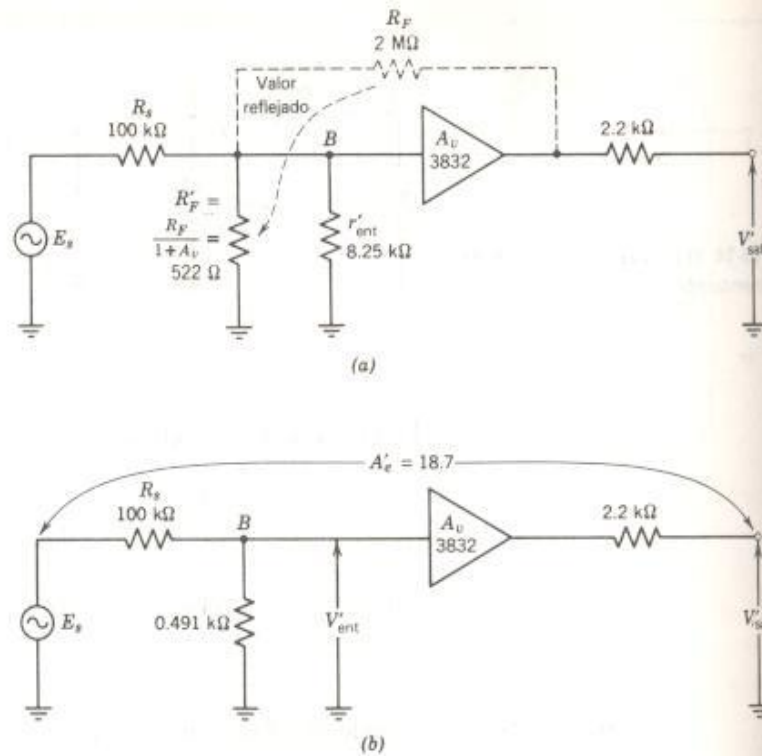 R_F
2 MΩ
Valor
reflejado
R_s
100 kΩ
B
A_v
3832
2.2 kΩ
R'_F =
R_F
1 + A_v
=
522 Ω
r'_ent
8.25 kΩ
E_s
(a)
A'_e = 18.7
R_s
100 kΩ
B
A_v
3832
2.2 kΩ
E_s
0.491 kΩ
V'_ent
(b)